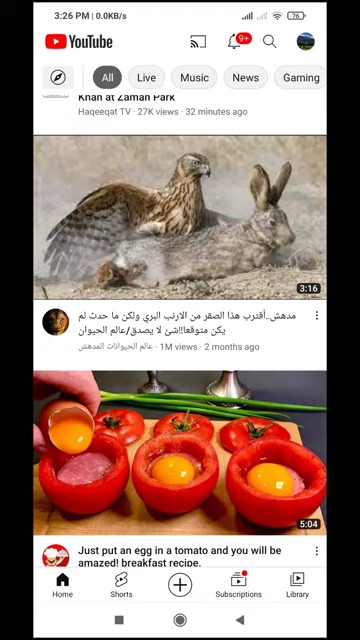 3:26 PM | 0.0KB/s
76
YouTube
9+
All
Live
Music
News
Gaming
Khan at Zaman Park
Haqeeqat TV · 27K views · 32 minutes ago
3:16
مدهش..أقترب هذا الصقر من الارنب البري ولكن ما حدث لم
يكن متوقعا!!شئ لا يصدق/عالم الحيوان
عالم الحيوانات المدهش · 1M views · 2 months ago
5:04
Just put an egg in a tomato and you will be
amazed! breakfast recipe.
Home
Shorts
Subscriptions
Library